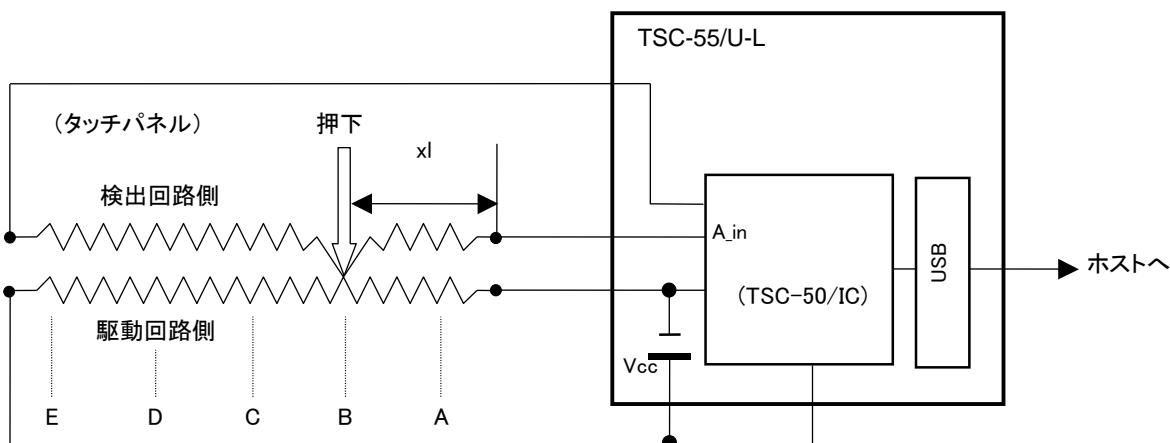 TSC-55/U-L
(タッチパネル)
押下
xl
検出回路側
A_in
USB
ホストへ
(TSC-50/IC)
駆動回路側
Vcc
E D C B A